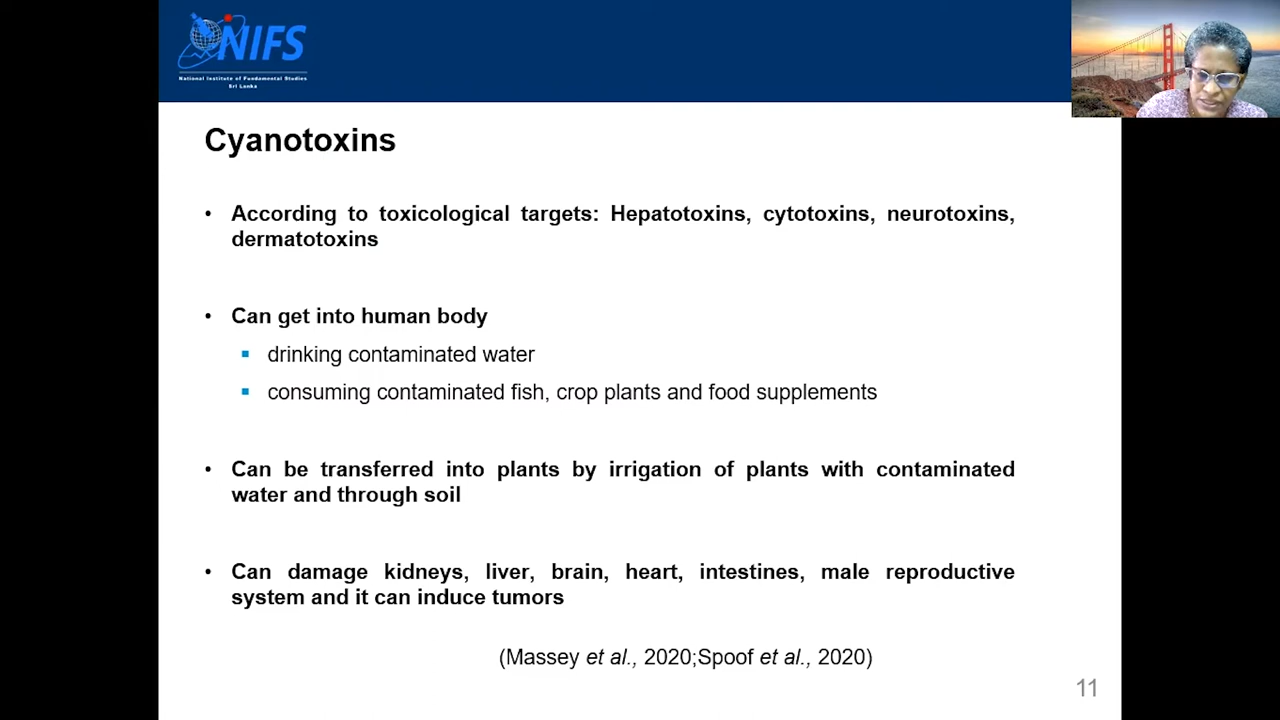 NIFS
National Institute of Fundamental Studies
Sri Lanka
Cyanotoxins
• According to toxicological targets: Hepatotoxins, cytotoxins, neurotoxins,
dermatotoxins
• Can get into human body
▪ drinking contaminated water
▪ consuming contaminated fish, crop plants and food supplements
• Can be transferred into plants by irrigation of plants with contaminated
water and through soil
• Can damage kidneys, liver, brain, heart, intestines, male reproductive
system and it can induce tumors
(Massey et al., 2020;Spoof et al., 2020)
11